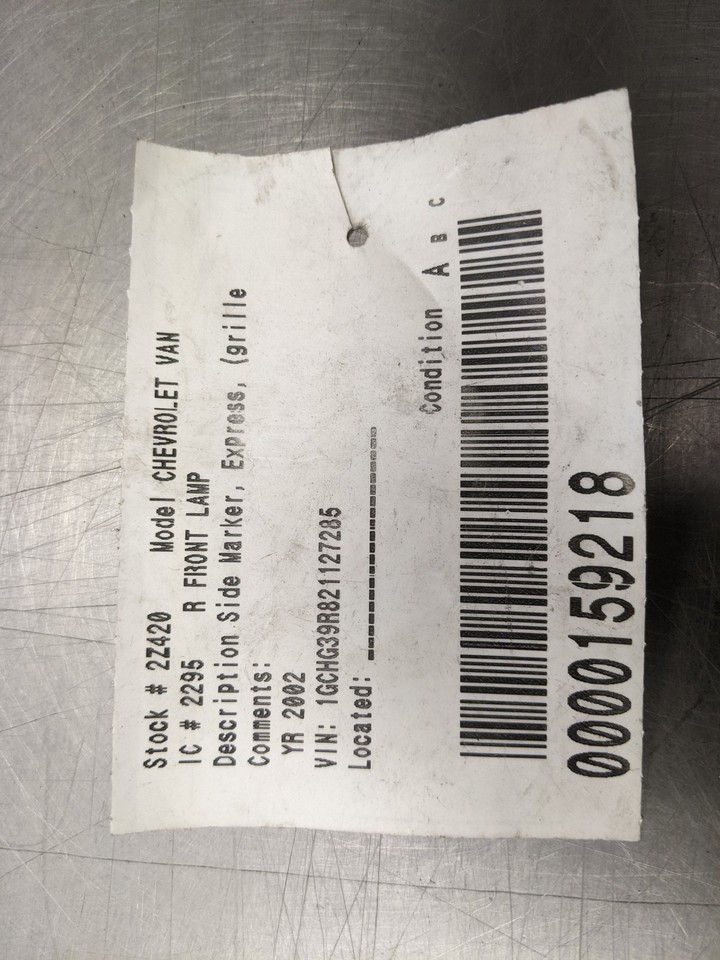 Stock # 2Z420 Model CHEVROLET VAN
IC # 2295 R FRONT LAMP
Description Side Marker, Express, (grille
Comments:
YR 2002
VIN: 1GCHG39R821127285
Located: ____________________
Condition A B C
0000159218